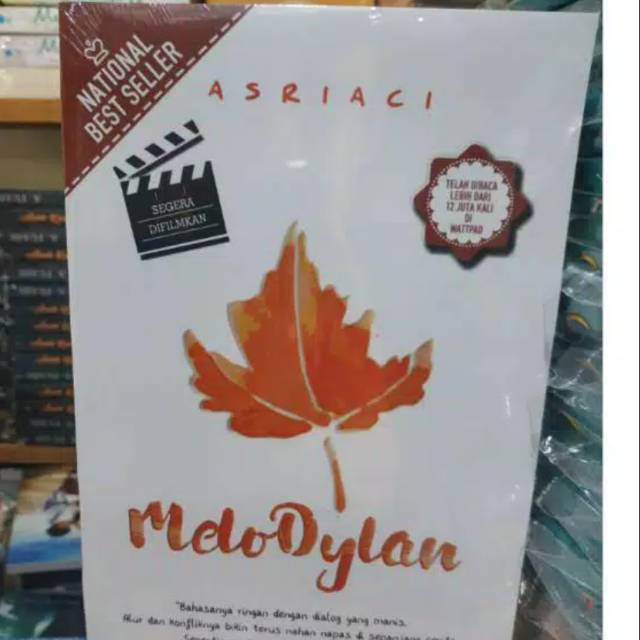 NATIONAL
BEST SELLER
ASRIACI
SEGERA
DIFILMKAN
TELAH DIBACA
LEBIH DARI
12 JUTA KALI
DI
WATTPAD
MeloDylan
"Bahasanya ringan dengan dialog yang manis.
Alur dan konfliknya bikin terus nahan napas di sepanjang